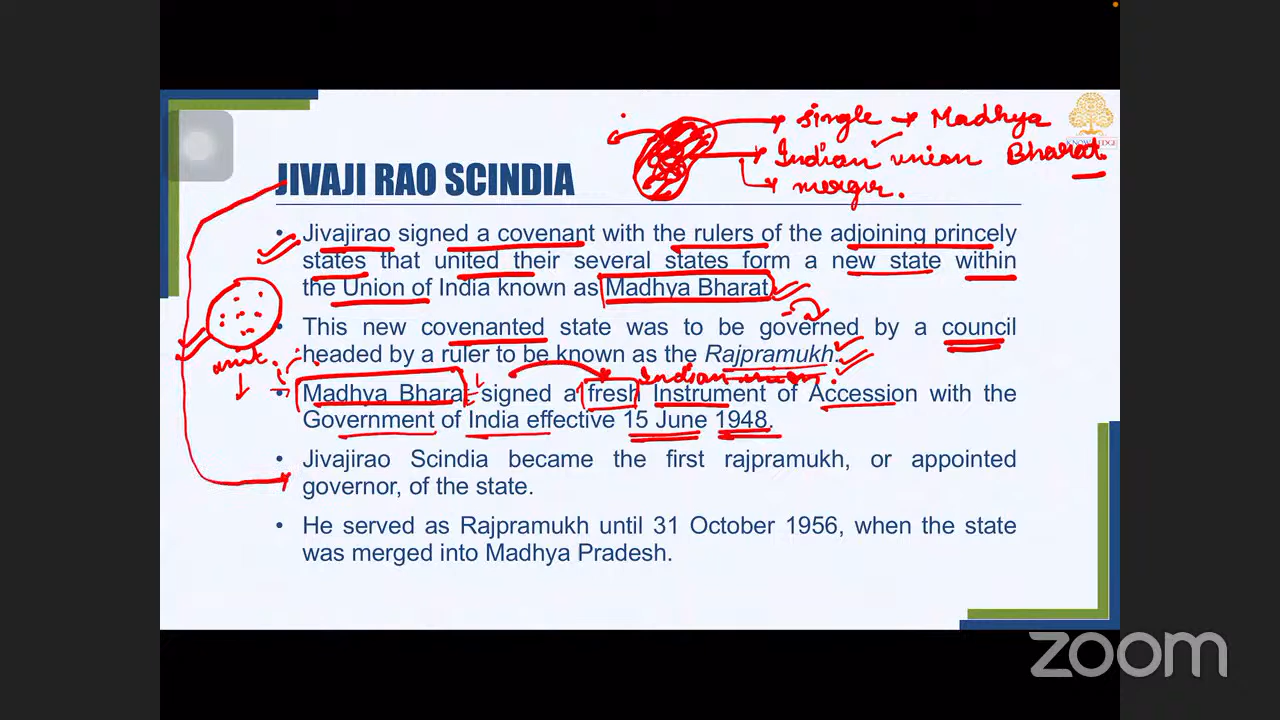 single → Madhya
Indian union Bharat.
merger.
JIVAJI RAO SCINDIA
• Jivajirao signed a covenant with the rulers of the adjoining princely
states that united their several states form a new state within
the Union of India known as Madhya Bharat.
• This new covenanted state was to be governed by a council
headed by a ruler to be known as the Rajpramukh.
Indian union.
• Madhya Bharat signed a fresh Instrument of Accession with the
Government of India effective 15 June 1948.
• Jivajirao Scindia became the first rajpramukh, or appointed
governor, of the state.
• He served as Rajpramukh until 31 October 1956, when the state
was merged into Madhya Pradesh.
zoom